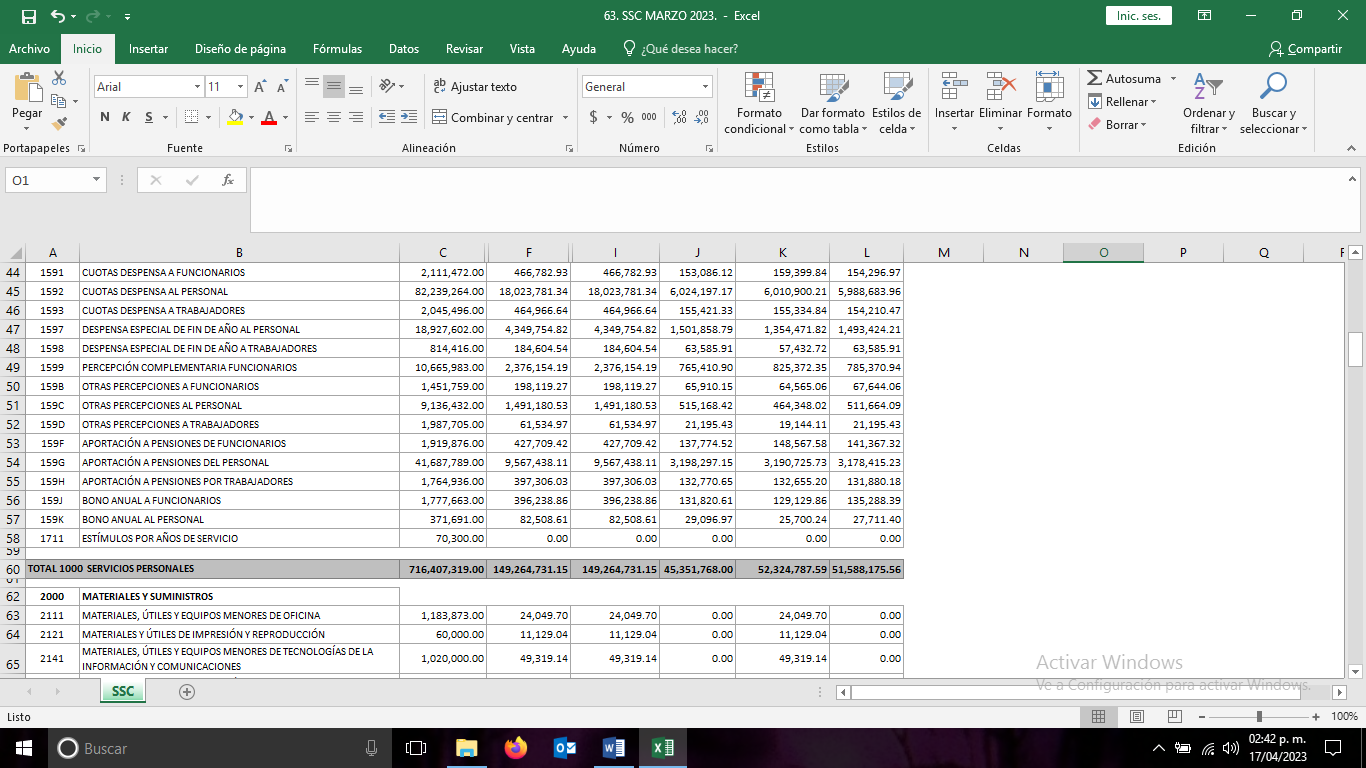 63. SSC MARZO 2023. - Excel
Inic. ses.
Archivo Inicio Insertar Diseño de página Fórmulas Datos Revisar Vista Ayuda ¿Qué desea hacer? Compartir
Pegar
Arial 11
N K S
Ajustar texto
Combinar y centrar
General
$ % 000
Formato condicional
Dar formato como tabla
Estilos de celda
Insertar Eliminar Formato
Autosuma
Rellenar
Borrar
Ordenar y filtrar
Buscar y seleccionar
Portapapeles Fuente Alineación Número Estilos Celdas Edición
O1 fx
A B C F I J K L M N O P Q
44 1591 CUOTAS DESPENSA A FUNCIONARIOS 2,111,472.00 466,782.93 466,782.93 153,086.12 159,399.84 154,296.97
45 1592 CUOTAS DESPENSA AL PERSONAL 82,239,264.00 18,023,781.34 18,023,781.34 6,024,197.17 6,010,900.21 5,988,683.96
46 1593 CUOTAS DESPENSA A TRABAJADORES 2,045,496.00 464,966.64 464,966.64 155,421.33 155,334.84 154,210.47
47 1597 DESPENSA ESPECIAL DE FIN DE AÑO AL PERSONAL 18,927,602.00 4,349,754.82 4,349,754.82 1,501,858.79 1,354,471.82 1,493,424.21
48 1598 DESPENSA ESPECIAL DE FIN DE AÑO A TRABAJADORES 814,416.00 184,604.54 184,604.54 63,585.91 57,432.72 63,585.91
49 1599 PERCEPCIÓN COMPLEMENTARIA FUNCIONARIOS 10,665,983.00 2,376,154.19 2,376,154.19 765,410.90 825,372.35 785,370.94
50 159B OTRAS PERCEPCIONES A FUNCIONARIOS 1,451,759.00 198,119.27 198,119.27 65,910.15 64,565.06 67,644.06
51 159C OTRAS PERCEPCIONES AL PERSONAL 9,136,432.00 1,491,180.53 1,491,180.53 515,168.42 464,348.02 511,664.09
52 159D OTRAS PERCEPCIONES A TRABAJADORES 1,987,705.00 61,534.97 61,534.97 21,195.43 19,144.11 21,195.43
53 159F APORTACIÓN A PENSIONES DE FUNCIONARIOS 1,919,876.00 427,709.42 427,709.42 137,774.52 148,567.58 141,367.32
54 159G APORTACIÓN A PENSIONES DEL PERSONAL 41,687,789.00 9,567,438.11 9,567,438.11 3,198,297.15 3,190,725.73 3,178,415.23
55 159H APORTACIÓN A PENSIONES POR TRABAJADORES 1,764,936.00 397,306.03 397,306.03 132,770.65 132,655.20 131,880.18
56 159J BONO ANUAL A FUNCIONARIOS 1,777,663.00 396,238.86 396,238.86 131,820.61 129,129.86 135,288.39
57 159K BONO ANUAL AL PERSONAL 371,691.00 82,508.61 82,508.61 29,096.97 25,700.24 27,711.40
58 1711 ESTÍMULOS POR AÑOS DE SERVICIO 70,300.00 0.00 0.00 0.00 0.00 0.00
59
60 TOTAL 1000 SERVICIOS PERSONALES 716,407,319.00 149,264,731.15 149,264,731.15 45,351,768.00 52,324,787.59 51,588,175.56
61
62 2000 MATERIALES Y SUMINISTROS
63 2111 MATERIALES, ÚTILES Y EQUIPOS MENORES DE OFICINA 1,183,873.00 24,049.70 24,049.70 0.00 24,049.70 0.00
64 2121 MATERIALES Y ÚTILES DE IMPRESIÓN Y REPRODUCCIÓN 60,000.00 11,129.04 11,129.04 0.00 11,129.04 0.00
65 2141 MATERIALES, ÚTILES Y EQUIPOS MENORES DE TECNOLOGÍAS DE LA
INFORMACIÓN Y COMUNICACIONES 1,020,000.00 49,319.14 49,319.14 0.00 49,319.14 0.00
Activar Windows
Ve a Configuración para activar Windows.
SSC
Listo 100%
Buscar
02:42 p. m.
17/04/2023